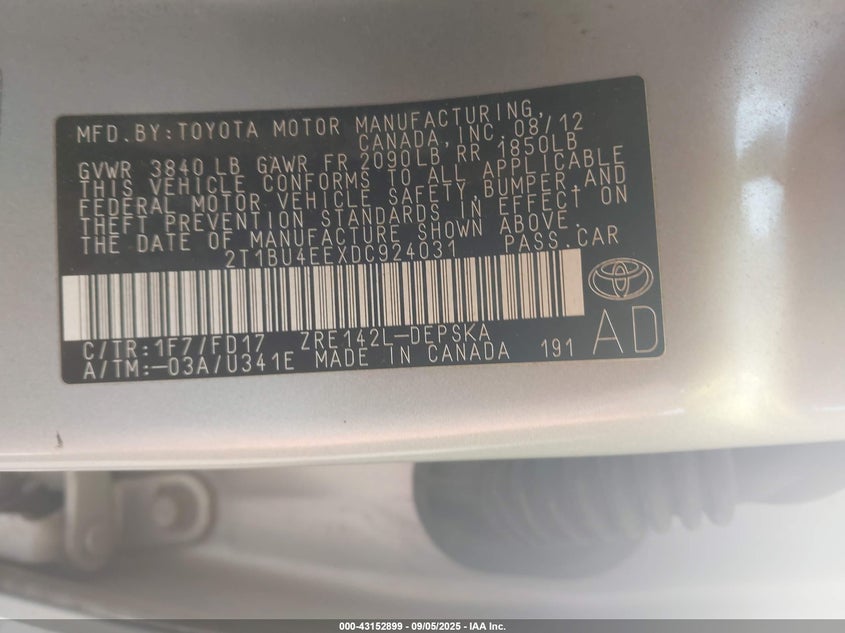 MFD.BY:TOYOTA MOTOR MANUFACTURING,
CANADA, INC. 08/12
GVWR 3840 LB GAWR FR 2090LB RR 1850LB
THIS VEHICLE CONFORMS TO ALL APPLICABLE
FEDERAL MOTOR VEHICLE SAFETY, BUMPER, AND
THEFT PREVENTION STANDARDS IN EFFECT ON
THE DATE OF MANUFACTURE SHOWN ABOVE.
2T1BU4EEXDC924031 PASS.CAR
C/TR:1F7/FD17 ZRE142L-DEPSKA
A/TM:-03A/U341E MADE IN CANADA 191
AD
000-43152899 - 09/05/2025 - IAA Inc.